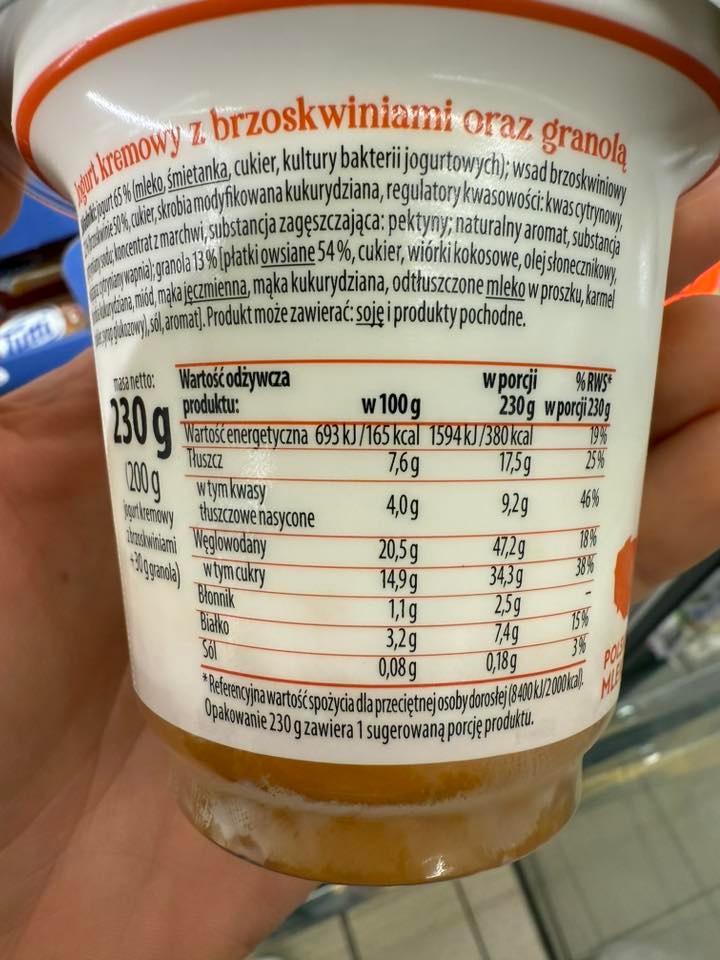 kremowy z brzoskwiniami oraz granolą
jogurt 65 % (mleko, śmietanka, cukier, kultury bakterii jogurtowych); wsad brzoskwiniowy
50 %, cukier, skrobia modyfikowana kukurydziana, regulatory kwasowości: kwas cytrynowy,
koncentrat z marchwi, substancja zagęszczająca: pektyny; naturalny aromat, substancja
wapnia); granola 13 % [płatki owsiane 54 %, cukier, wiórki kokosowe, olej słonecznikowy,
kukurydziana, miód, mąka jęczmienna, mąka kukurydziana, odtłuszczone mleko w proszku, karmel
syrop glukozowy), sól, aromat]. Produkt może zawierać: soję i produkty pochodne.
masa netto:
230 g
(200 g
jogurt kremowy
z brzoskwiniami
+30 g granola)
Wartość odżywcza produktu: w 100 g w porcji 230 g % RWS* w porcji 230 g
Wartość energetyczna 693 kJ/165 kcal 1594 kJ/380 kcal 19 %
Tłuszcz 7,6 g 17,5 g 25 %
w tym kwasy tłuszczowe nasycone 4,0 g 9,2 g 46 %
Węglowodany 20,5 g 47,2 g 18 %
w tym cukry 14,9 g 34,3 g 38 %
Błonnik 1,1 g 2,5 g –
Białko 3,2 g 7,4 g 15 %
Sól 0,08 g 0,18 g 3 %
* Referencyjna wartość spożycia dla przeciętnej osoby dorosłej (8400 kJ/2000 kcal).
Opakowanie 230 g zawiera 1 sugerowaną porcję produktu.
Tutti